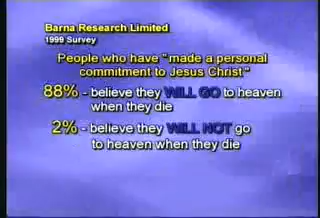 Barna Research Limited
1999 Survey
People who have "made a personal
commitment to Jesus Christ"
88% - believe they WILL GO to heaven
when they die
2% - believe they WILL NOT go
to heaven when they die